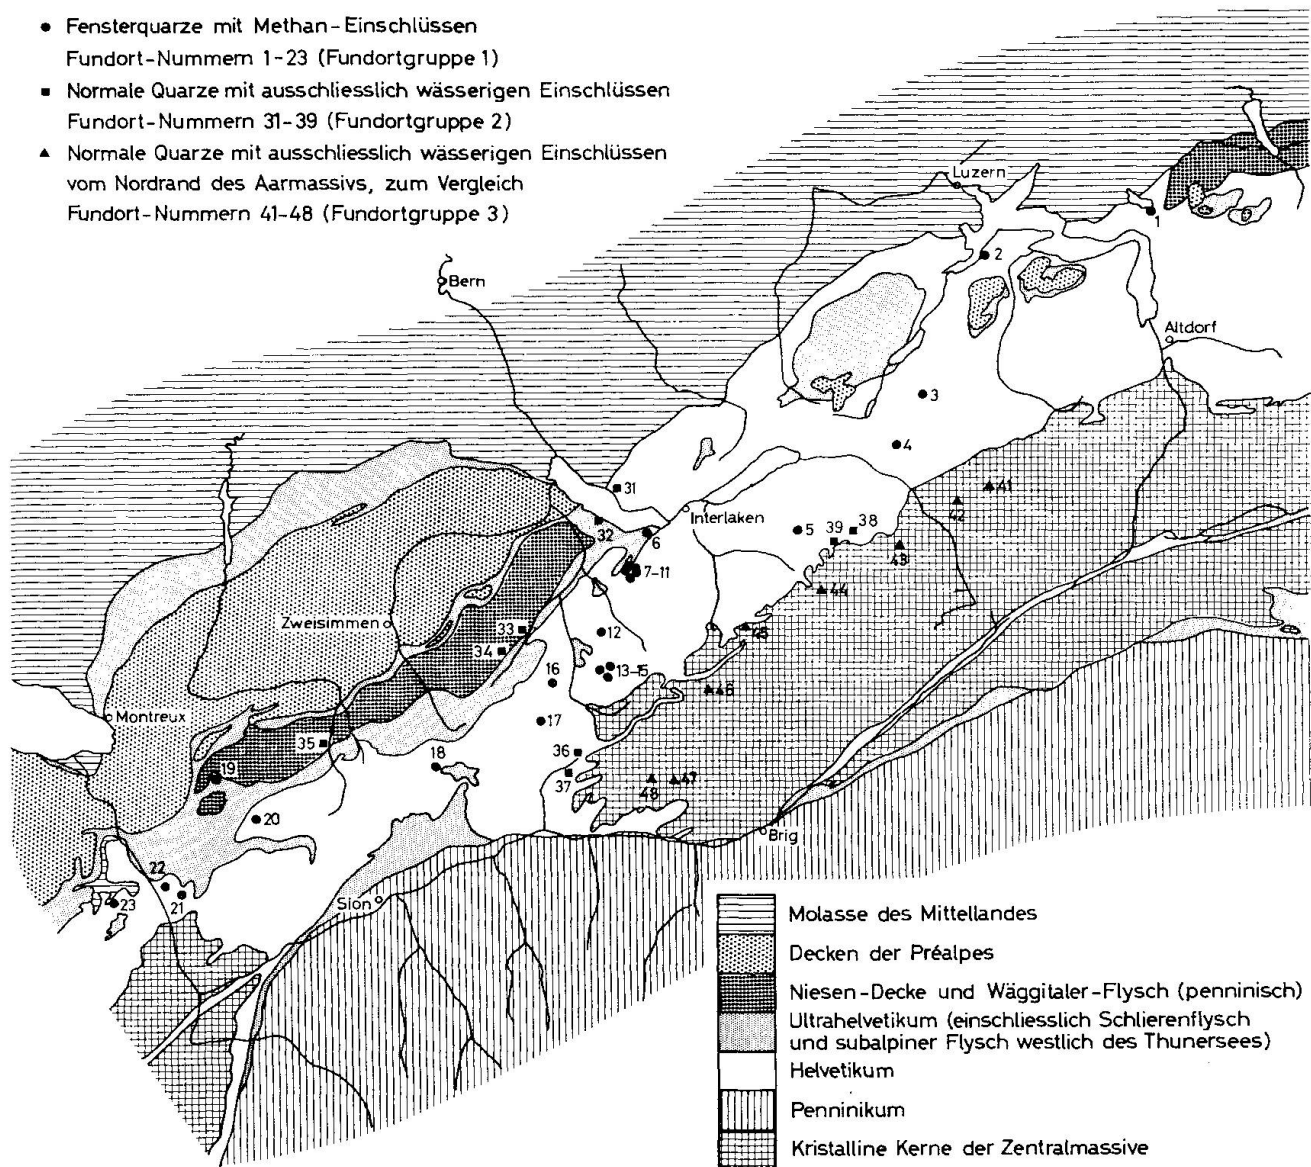 Fensterquarze mit Methan-Einschlüssen
Fundort-Nummern 1-23 (Fundortgruppe 1)
Normale Quarze mit ausschliesslich wässerigen Einschlüssen
Fundort-Nummern 31-39 (Fundortgruppe 2)
Normale Quarze mit ausschliesslich wässerigen Einschlüssen
vom Nordrand des Aarmassivs, zum Vergleich
Fundort-Nummern 41-48 (Fundortgruppe 3)
Luzern
1
2
Bern
Altdorf
3
4
31
41
42
Interlaken
32
6
5
39
38
43
7-11
44
Zweisimmen
33
12
45
34
13-15
16
46
Montreux
17
35
36
18
19
37
48
47
20
Brig
22
21
23
Sion
Molasse des Mittellandes
Decken der Préalpes
Niesen-Decke und Wäggitaler-Flysch (penninisch)
Ultrahelvetikum (einschliesslich Schlierenflysch
und subalpiner Flysch westlich des Thunersees)
Helvetikum
Penninikum
Kristalline Kerne der Zentralmassive